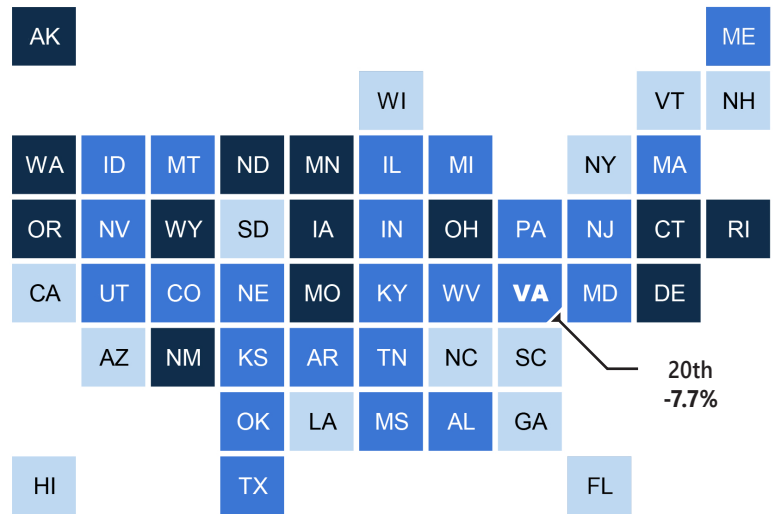 AK ME
WI VT NH
WA ID MT ND MN IL MI NY MA
OR NV WY SD IA IN OH PA NJ CT RI
CA UT CO NE MO KY WV VA MD DE
AZ NM KS AR TN NC SC
20th
-7.7%
OK LA MS AL GA
HI TX FL